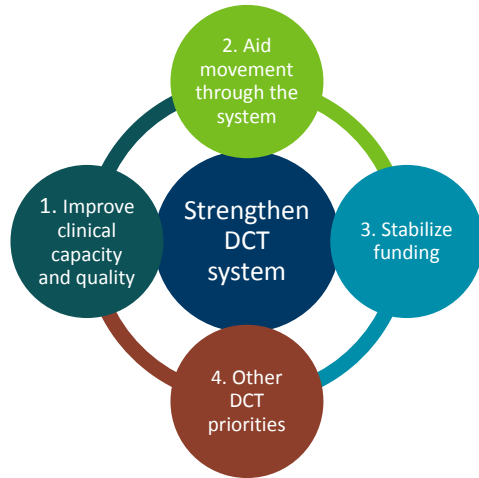 2. Aid
movement
through the
system
1. Improve
clinical
capacity
and quality
Strengthen
DCT
system
3. Stabilize
funding
4. Other
DCT
priorities